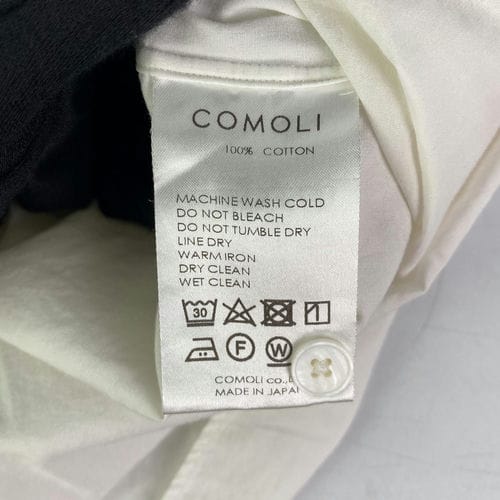 COMOLI
100% COTTON
MACHINE WASH COLD
DO NOT BLEACH
DO NOT TUMBLE DRY
LINE DRY
WARM IRON
DRY CLEAN
WET CLEAN
30
F W
COMOLI co.,
MADE IN JAPAN